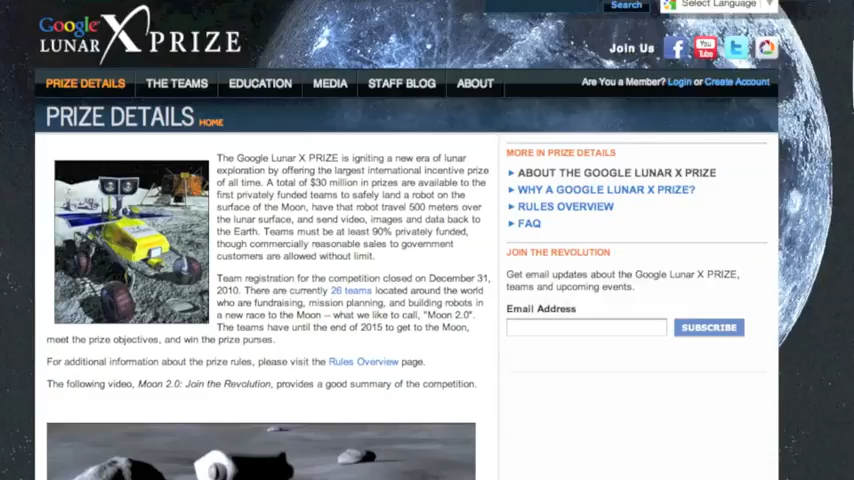 Search
Select Language
Google
LUNAR X PRIZE
Join Us
You Tube
PRIZE DETAILS THE TEAMS EDUCATION MEDIA STAFF BLOG ABOUT
Are You a Member? Login or Create Account
PRIZE DETAILS HOME
The Google Lunar X PRIZE is igniting a new era of lunar
exploration by offering the largest international incentive prize
of all time. A total of $30 million in prizes are available to the
first privately funded teams to safely land a robot on the
surface of the Moon, have that robot travel 500 meters over
the lunar surface, and send video, images and data back to
the Earth. Teams must be at least 90% privately funded,
though commercially reasonable sales to government
customers are allowed without limit.
Team registration for the competition closed on December 31,
2010. There are currently 26 teams located around the world
who are fundraising, mission planning, and building robots in
a new race to the Moon -- what we like to call, "Moon 2.0".
The teams have until the end of 2015 to get to the Moon,
meet the prize objectives, and win the prize purses.
For additional information about the prize rules, please visit the Rules Overview page.
The following video, Moon 2.0: Join the Revolution, provides a good summary of the competition.
MORE IN PRIZE DETAILS
ABOUT THE GOOGLE LUNAR X PRIZE
WHY A GOOGLE LUNAR X PRIZE?
RULES OVERVIEW
FAQ
JOIN THE REVOLUTION
Get email updates about the Google Lunar X PRIZE,
teams and upcoming events.
Email Address
SUBSCRIBE